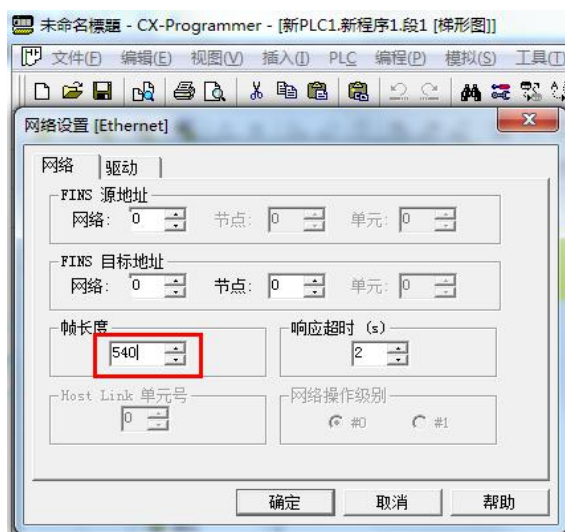 未命名標題 - CX-Programmer - [新PLC1.新程序1.段1 [梯形图]]
文件(F) 编辑(E) 视图(V) 插入(I) PLC 编程(P) 模拟(S) 工具(T)
网络设置 [Ethernet]
网络 驱动
FINS 源地址
网络: 0 节点: 0 单元: 0
FINS 目标地址
网络: 0 节点: 0 单元: 0
帧长度 响应超时 (s)
540 2
Host Link 单元号 网络操作级别
0 #0 #1
确定 取消 帮助